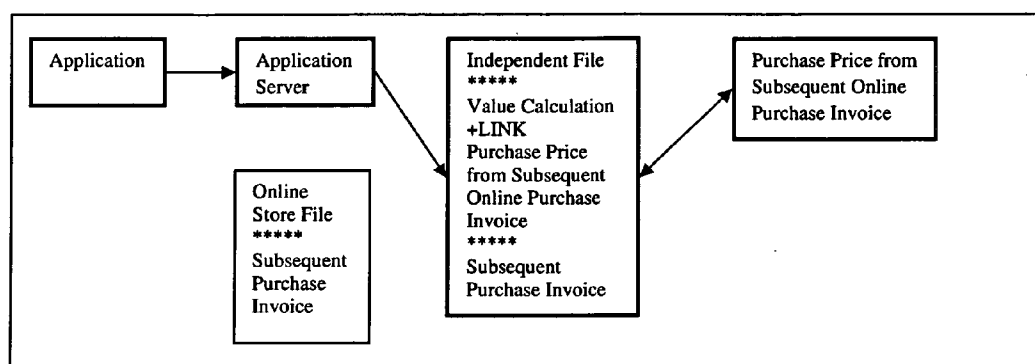 Application
Application
Server
Independent File
*****
Value Calculation
+LINK
Purchase Price
from Subsequent
Online Purchase
Invoice
*****
Subsequent
Purchase Invoice
Purchase Price from
Subsequent Online
Purchase Invoice
Online
Store File
*****
Subsequent
Purchase
Invoice